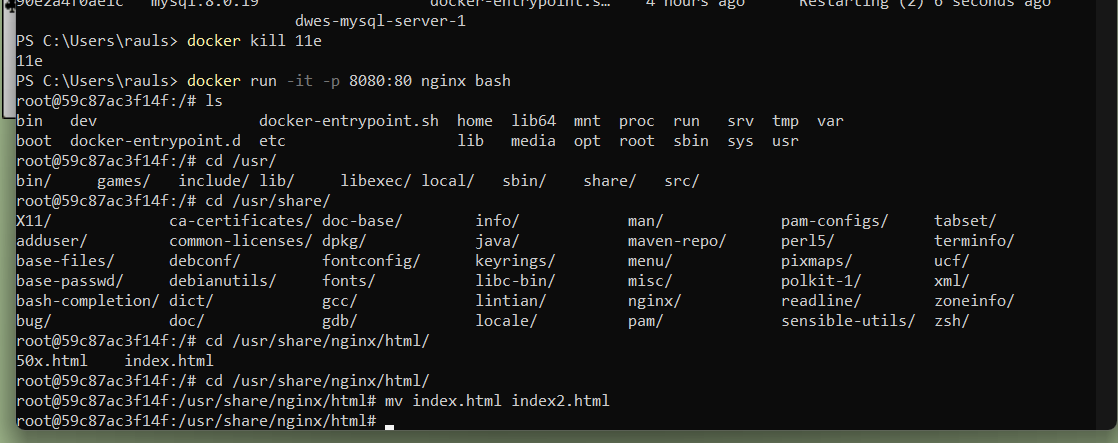 90e2a4f0ae1c   mysql:8.0.19   "docker-entrypoint.s…   4 hours ago   Restarting (2) 6 seconds ago
dwes-mysql-server-1
PS C:\Users\rauls> docker kill 11e
11e
PS C:\Users\rauls> docker run -it -p 8080:80 nginx bash
root@59c87ac3f14f:/# ls
bin   dev                  docker-entrypoint.sh  home  lib64  mnt  proc  run   srv  tmp  var
boot  docker-entrypoint.d  etc                   lib   media  opt  root  sbin  sys  usr
root@59c87ac3f14f:/# cd /usr/
bin/     games/   include/ lib/     libexec/ local/   sbin/    share/   src/
root@59c87ac3f14f:/# cd /usr/share/
X11/             ca-certificates/ doc-base/        info/            man/             pam-configs/     tabset/
adduser/         common-licenses/ dpkg/            java/            maven-repo/      perl5/           terminfo/
base-files/      debconf/         fontconfig/      keyrings/        menu/            pixmaps/         ucf/
base-passwd/     debianutils/     fonts/           libc-bin/        misc/            polkit-1/        xml/
bash-completion/ dict/            gcc/             lintian/         nginx/           readline/        zoneinfo/
bug/             doc/             gdb/             locale/          pam/             sensible-utils/  zsh/
root@59c87ac3f14f:/# cd /usr/share/nginx/html/
50x.html    index.html
root@59c87ac3f14f:/# cd /usr/share/nginx/html/
root@59c87ac3f14f:/usr/share/nginx/html# mv index.html index2.html
root@59c87ac3f14f:/usr/share/nginx/html#